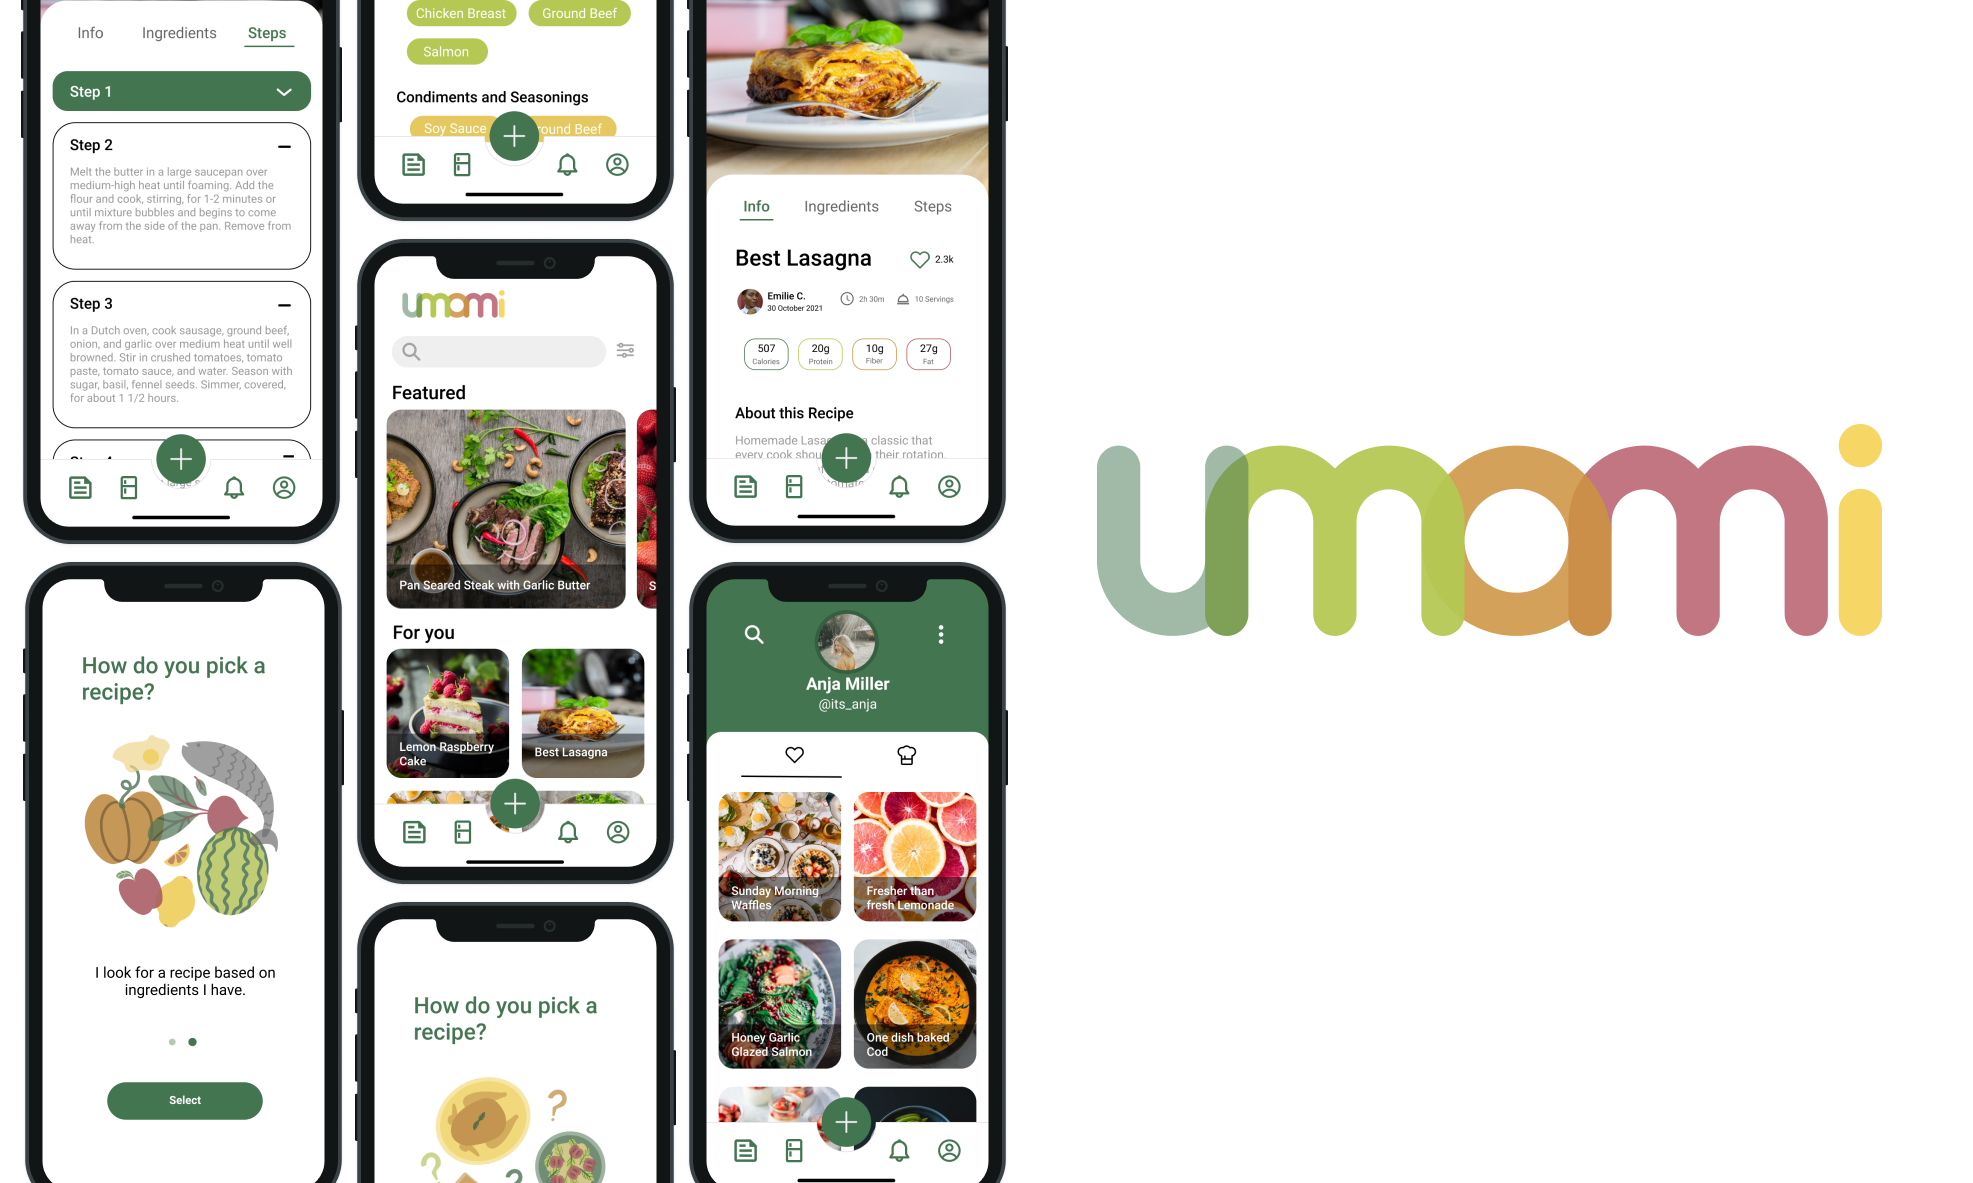 Info
Ingredients
Steps
Step 1
Step 2
Melt the butter in a large saucepan over
medium-high heat until foaming. Add the
flour and cook, stirring, for 1-2 minutes or
until mixture bubbles and begins to come
away from the side of the pan. Remove from
heat.
Step 3
In a Dutch oven, cook sausage, ground beef,
onion, and garlic over medium heat until well
browned. Stir in crushed tomatoes, tomato
paste, tomato sauce, and water. Season with
sugar, basil, fennel seeds. Simmer, covered,
for about 1 1/2 hours.
How do you pick a
recipe?
I look for a recipe based on
ingredients I have.
Select
Chicken Breast
Ground Beef
Salmon
Condiments and Seasonings
Soy Sauce
round Beef
umami
Featured
Pan Seared Steak with Garlic Butter
S
For you
Lemon Raspberry
Cake
Best Lasagna
How do you pick a
recipe?
? ? ?
Info
Ingredients
Steps
Best Lasagna
2.3k
Emilie C.
30 October 2021
2h 30m
10 Servings
507
Calories
20g
Protein
10g
Fiber
27g
Fat
About this Recipe
Homemade Lasa classic that
every cook shou their rotation.
Anja Miller
@its_anja
Sunday Morning
Waffles
Fresher than
fresh Lemonade
Honey Garlic
Glazed Salmon
One dish baked
Cod
umami